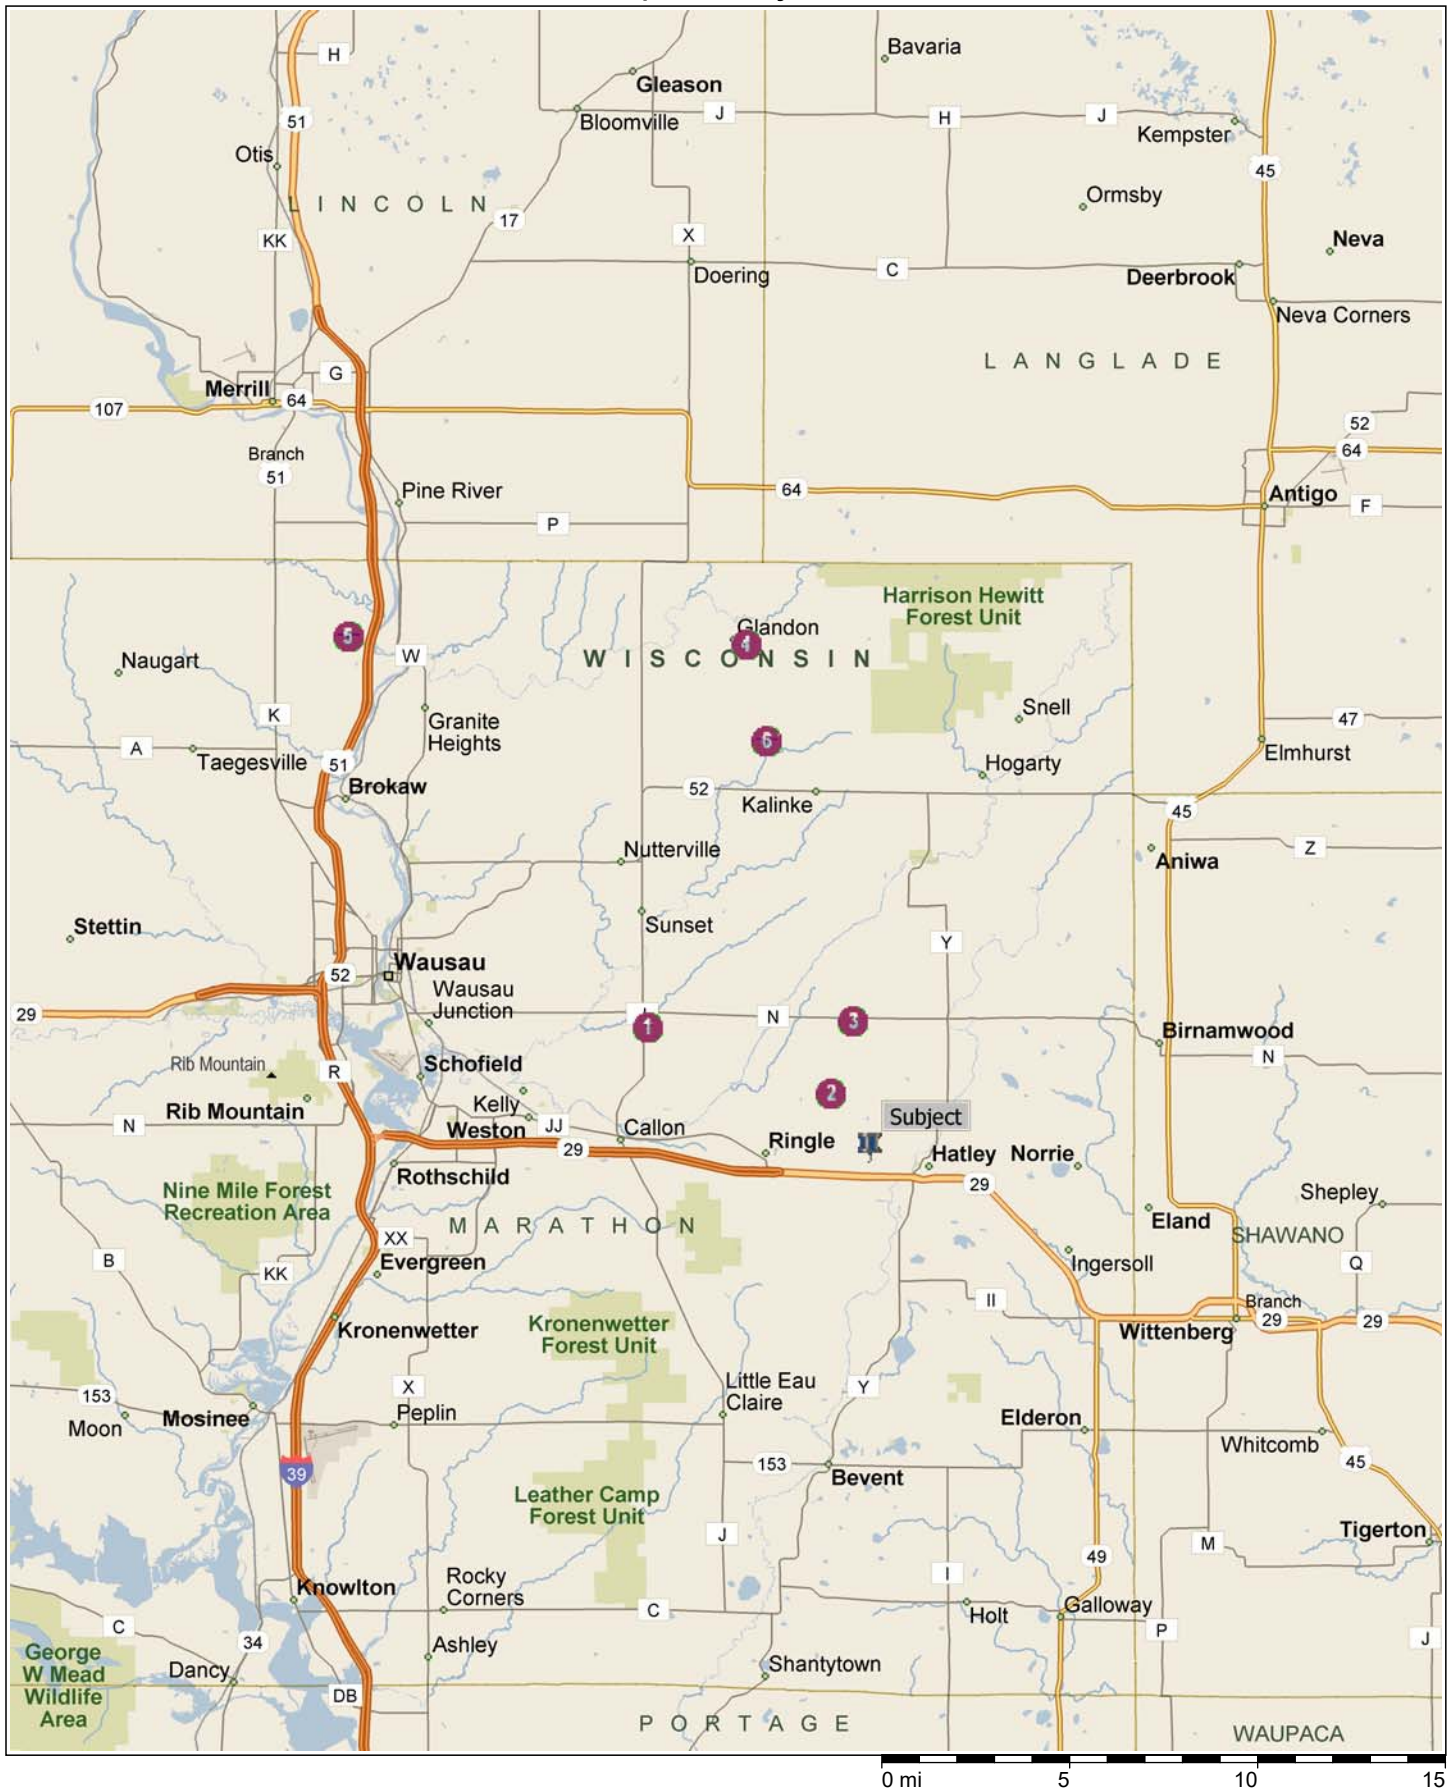 Bavaria
H
Gleason
51
Bloomville
J
H
J
Kempster
Otis
45
LINCOLN
17
Ormsby
KK
X
Neva
Doering
C
Deerbrook
Neva Corners
LANGLADE
G
Merrill
64
107
52
Branch
51
64
Pine River
64
Antigo
F
P
Harrison Hewitt
Forest Unit
5
Glandon
4
Naugart
W
WISCONSIN
K
Granite
Heights
Snell
47
A
Taegesville
51
6
Hogarty
Elmhurst
Brokaw
52
Kalinke
45
Nutterville
Z
Aniwa
Stettin
Sunset
Y
Wausau
52
Wausau
Junction
29
1
N
3
Birnamwood
N
Rib Mountain
R
Schofield
2
Rib Mountain
Kelly
Subject
N
Weston
JJ
Callon
29
Ringle
Hatley
Norrie
Rothschild
29
Nine Mile Forest
Recreation Area
Shepley
MARATHON
Eland
SHAWANO
XX
B
Evergreen
Ingersoll
Q
KK
II
Branch
Kronenwetter
Kronenwetter
Forest Unit
Wittenberg
29
29
153
X
Little Eau
Claire
Y
Moon
Mosinee
Peplin
Elderon
Whitcomb
39
153
Bevent
45
Leather Camp
Forest Unit
J
M
Tigerton
49
Knowlton
Rocky
Corners
I
C
C
Holt
Galloway
P
J
34
George
W Mead
Wildlife
Area
Dancy
Ashley
Shantytown
DB
PORTAGE
WAUPACA
0 mi 5 10 15